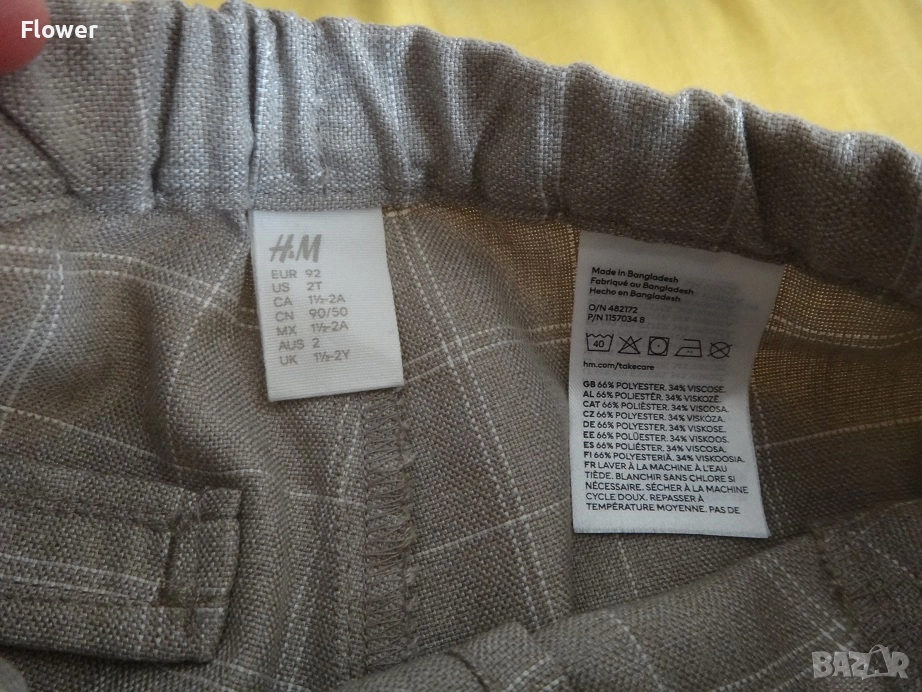 Flower
H&M
EUR 92
US 2T
CA 1½-2A
CN 90/50
MX 1½-2A
AUS 2
UK 1½-2Y
Made in Bangladesh
Fabriqué au Bangladesh
Hecho en Bangladesh
O/N 482172
P/N 1157034 8
40
hm.com/takecare
GB 66% POLYESTER. 34% VISCOSE.
AL 66% POLIESTËR. 34% VISKOZË.
CAT 66% POLIÈSTER. 34% VISCOSA.
CZ 66% POLYESTER. 34% VISKÓZA.
DE 66% POLYESTER. 34% VISKOSE.
EE 66% POLÜESTER. 34% VISKOOS.
ES 66% POLIÉSTER. 34% VISCOSA.
FI 66% POLYESTERIÄ. 34% VISKOOSIA.
FR LAVER À LA MACHINE À L'EAU
TIÈDE. BLANCHIR SANS CHLORE SI
NÉCESSAIRE. SÉCHER À LA MACHINE
CYCLE DOUX. REPASSER À
TEMPÉRATURE MOYENNE. PAS DE
BAZAR